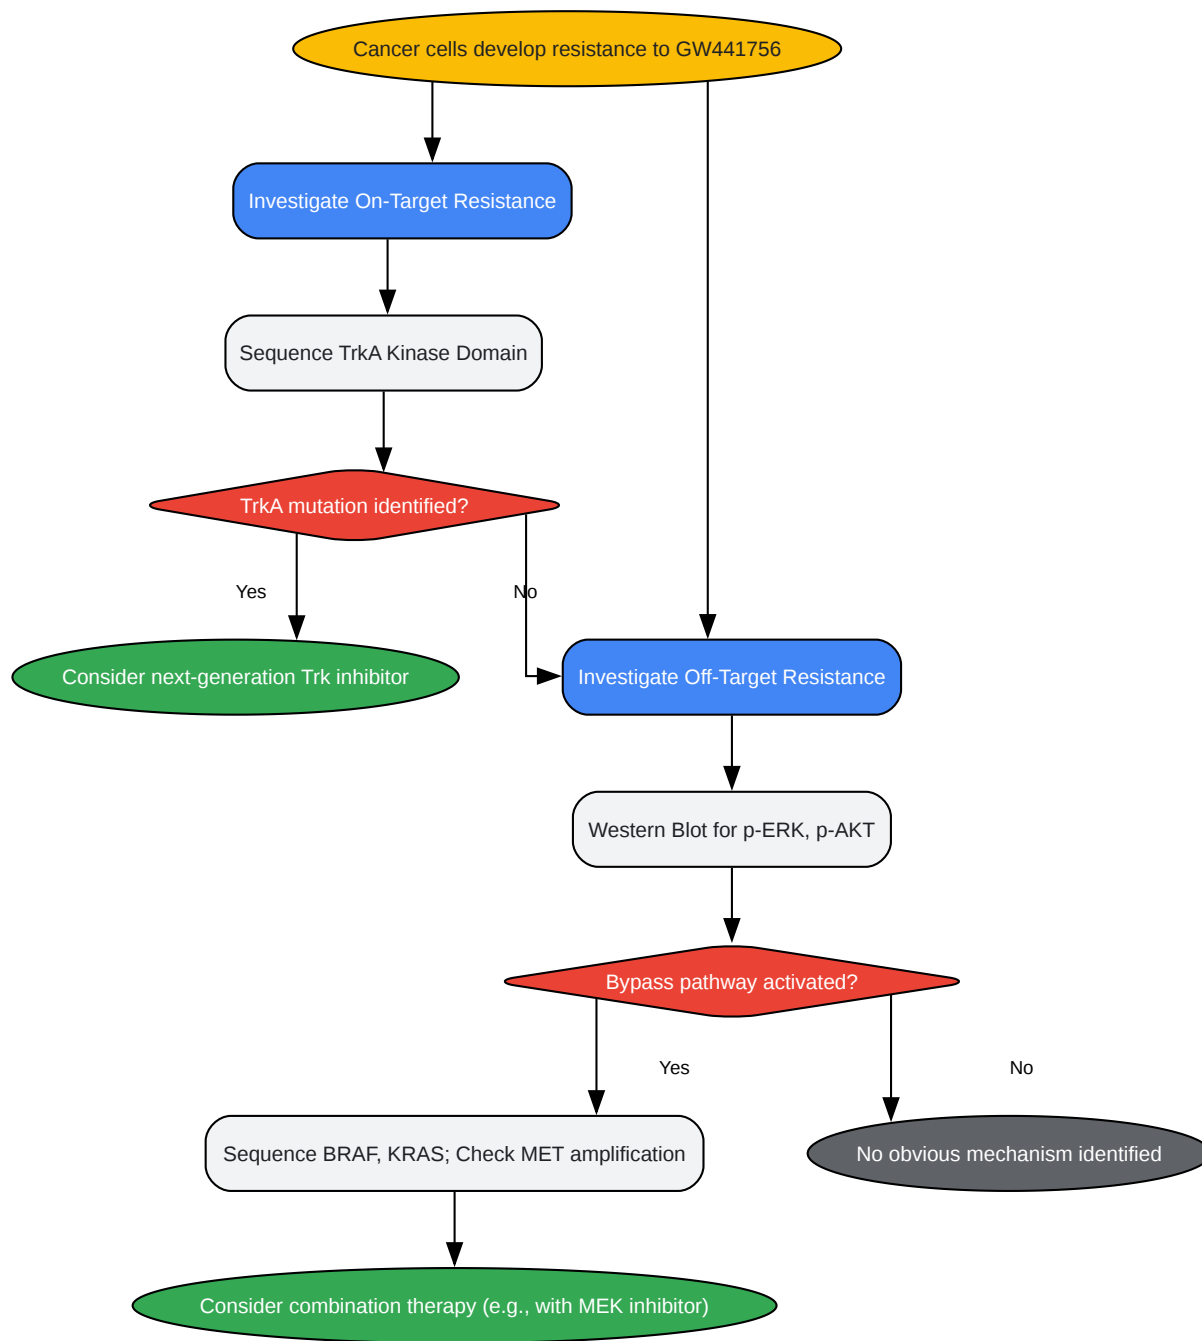 Cancer cells develop resistance to GW441756
Investigate On-Target Resistance
Sequence TrkA Kinase Domain
TrkA mutation identified?
Yes
No
Consider next-generation Trk inhibitor
Investigate Off-Target Resistance
Western Blot for p-ERK, p-AKT
Bypass pathway activated?
Yes
No
Sequence BRAF, KRAS; Check MET amplification
No obvious mechanism identified
Consider combination therapy (e.g., with MEK inhibitor)